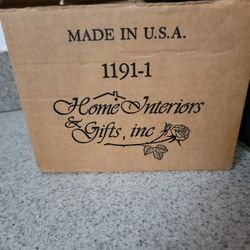 MADE IN U.S.A.
1191-1
Home Interiors
& Gifts, inc